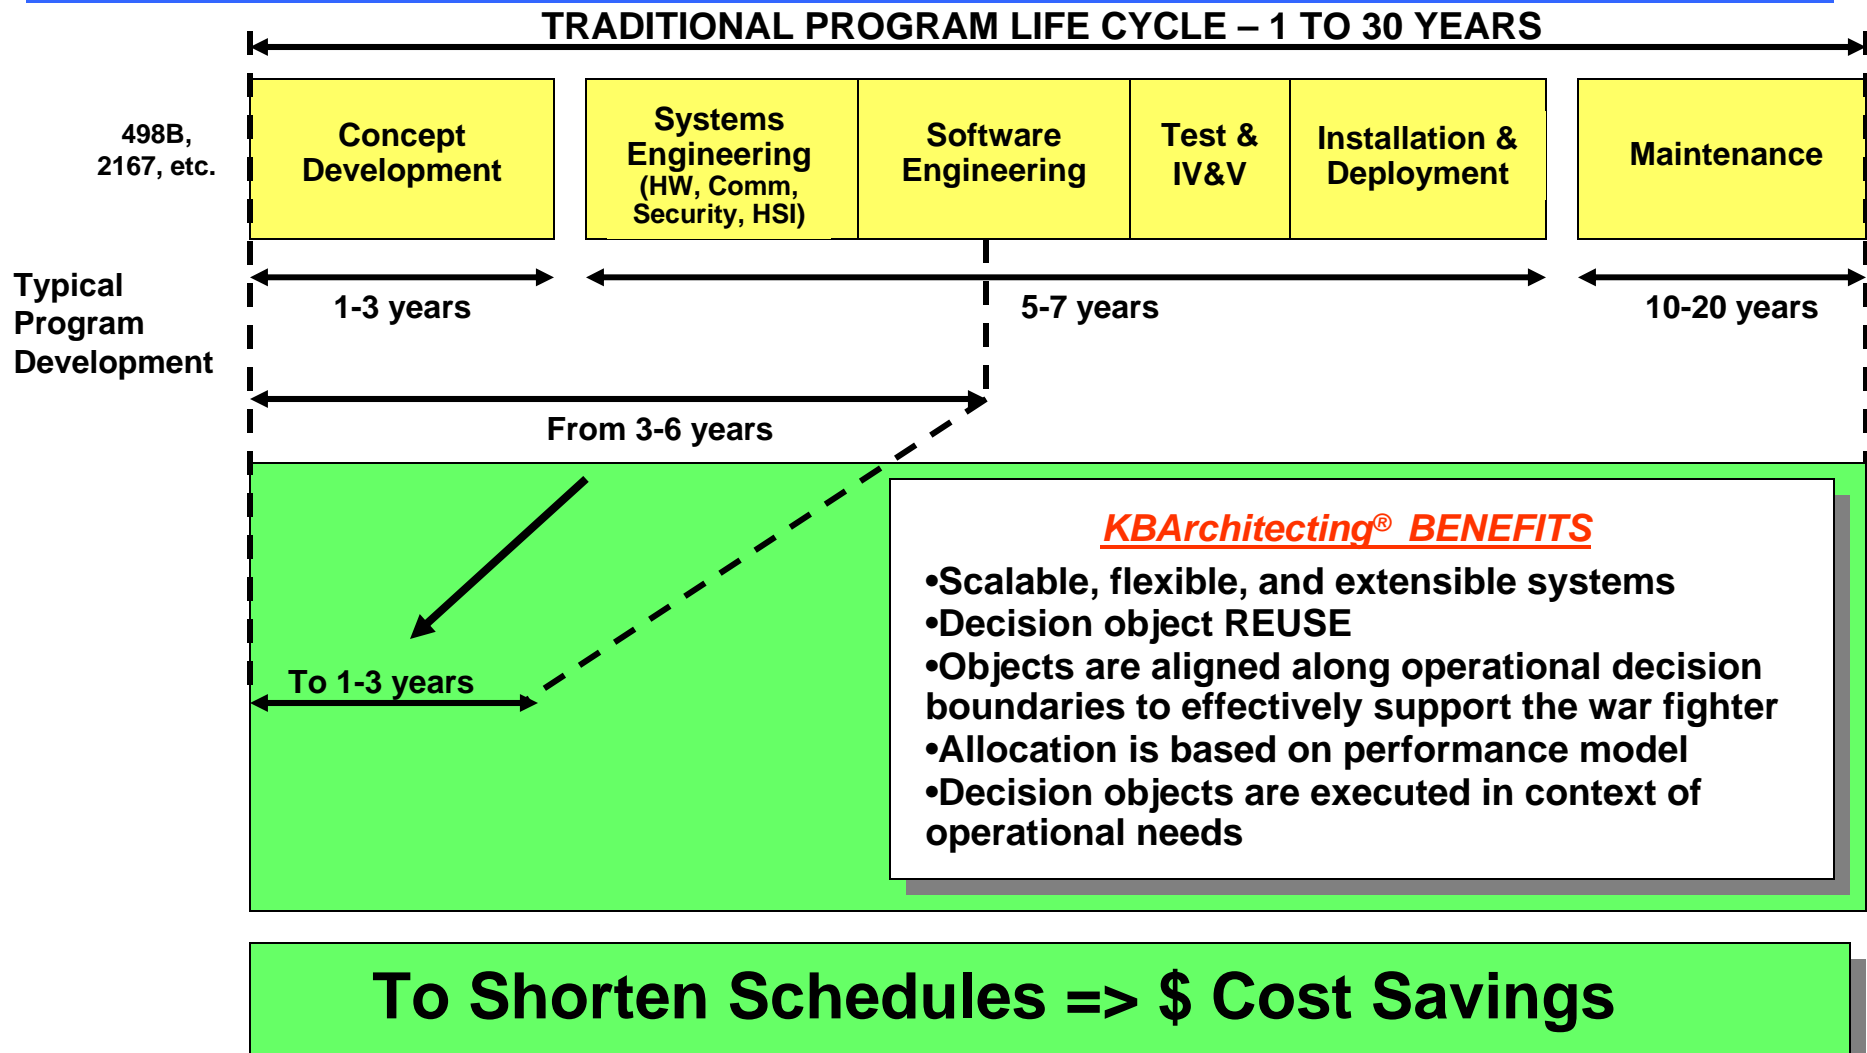 TRADITIONAL PROGRAM LIFE CYCLE – 1 TO 30 YEARS
498B,
2167, etc.
Concept
Development
Systems
Engineering
(HW, Comm,
Security, HSI)
Software
Engineering
Test &
IV&V
Installation &
Deployment
Maintenance
Typical
Program
Development
1-3 years
5-7 years
10-20 years
From 3-6 years
To 1-3 years
KBArchitecting® BENEFITS
•Scalable, flexible, and extensible systems
•Decision object REUSE
•Objects are aligned along operational decision
boundaries to effectively support the war fighter
•Allocation is based on performance model
•Decision objects are executed in context of
operational needs
To Shorten Schedules => $ Cost Savings